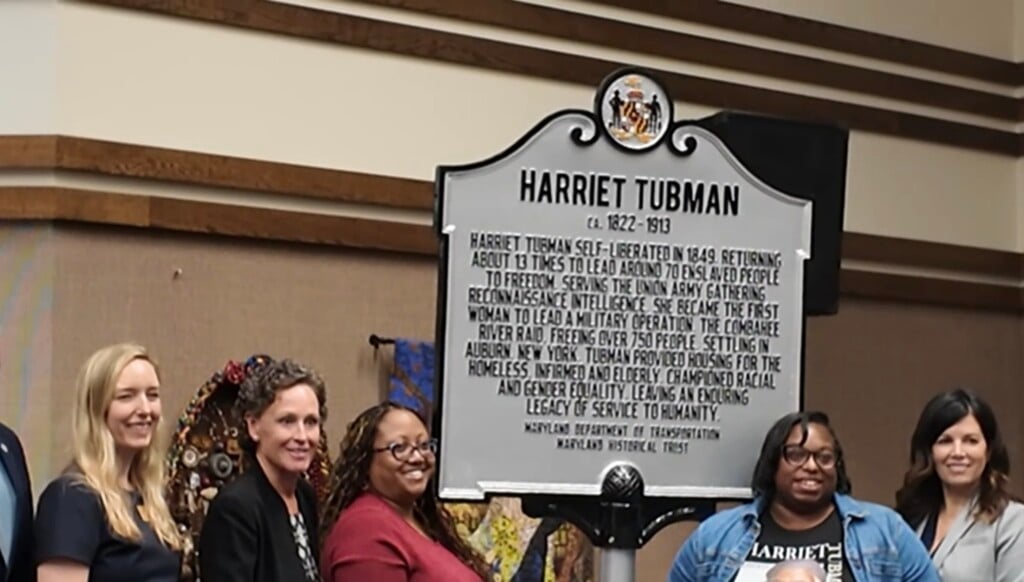 HARRIET TUBMAN
CA. 1822-1913
HARRIET TUBMAN SELF-LIBERATED IN 1849, RETURNING
ABOUT 13 TIMES TO LEAD AROUND 70 ENSLAVED PEOPLE
TO FREEDOM. SERVING THE UNION ARMY GATHERING
RECONNAISSANCE INTELLIGENCE, SHE BECAME THE FIRST
WOMAN TO LEAD A MILITARY OPERATION, THE COMBAHEE
RIVER RAID, FREEING OVER 750 PEOPLE. SETTLING IN
AUBURN, NEW YORK, TUBMAN PROVIDED HOUSING FOR THE
HOMELESS, INFIRMED AND ELDERLY, CHAMPIONED RACIAL
AND GENDER EQUALITY, LEAVING AN ENDURING
LEGACY OF SERVICE TO HUMANITY.
MARYLAND DEPARTMENT OF TRANSPORTATION
MARYLAND HISTORICAL TRUST
HARRIET
TUBMAN